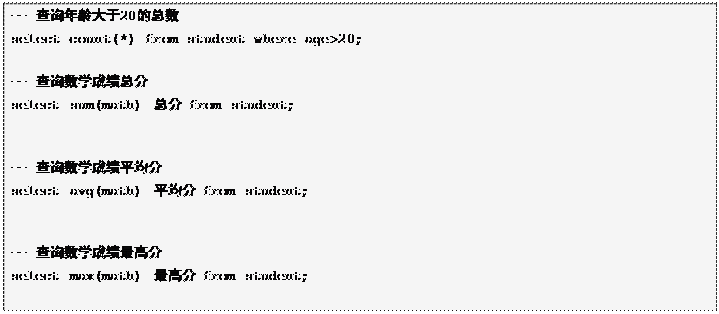 -- 查询年龄大于20的总数
select count(*) from student where age>20;
-- 查询数学成绩总分
select sum(math) 总分 from student;
-- 查询数学成绩平均分
select avg(math) 平均分 from student;
-- 查询数学成绩最高分
select max(math) 最高分 from student;